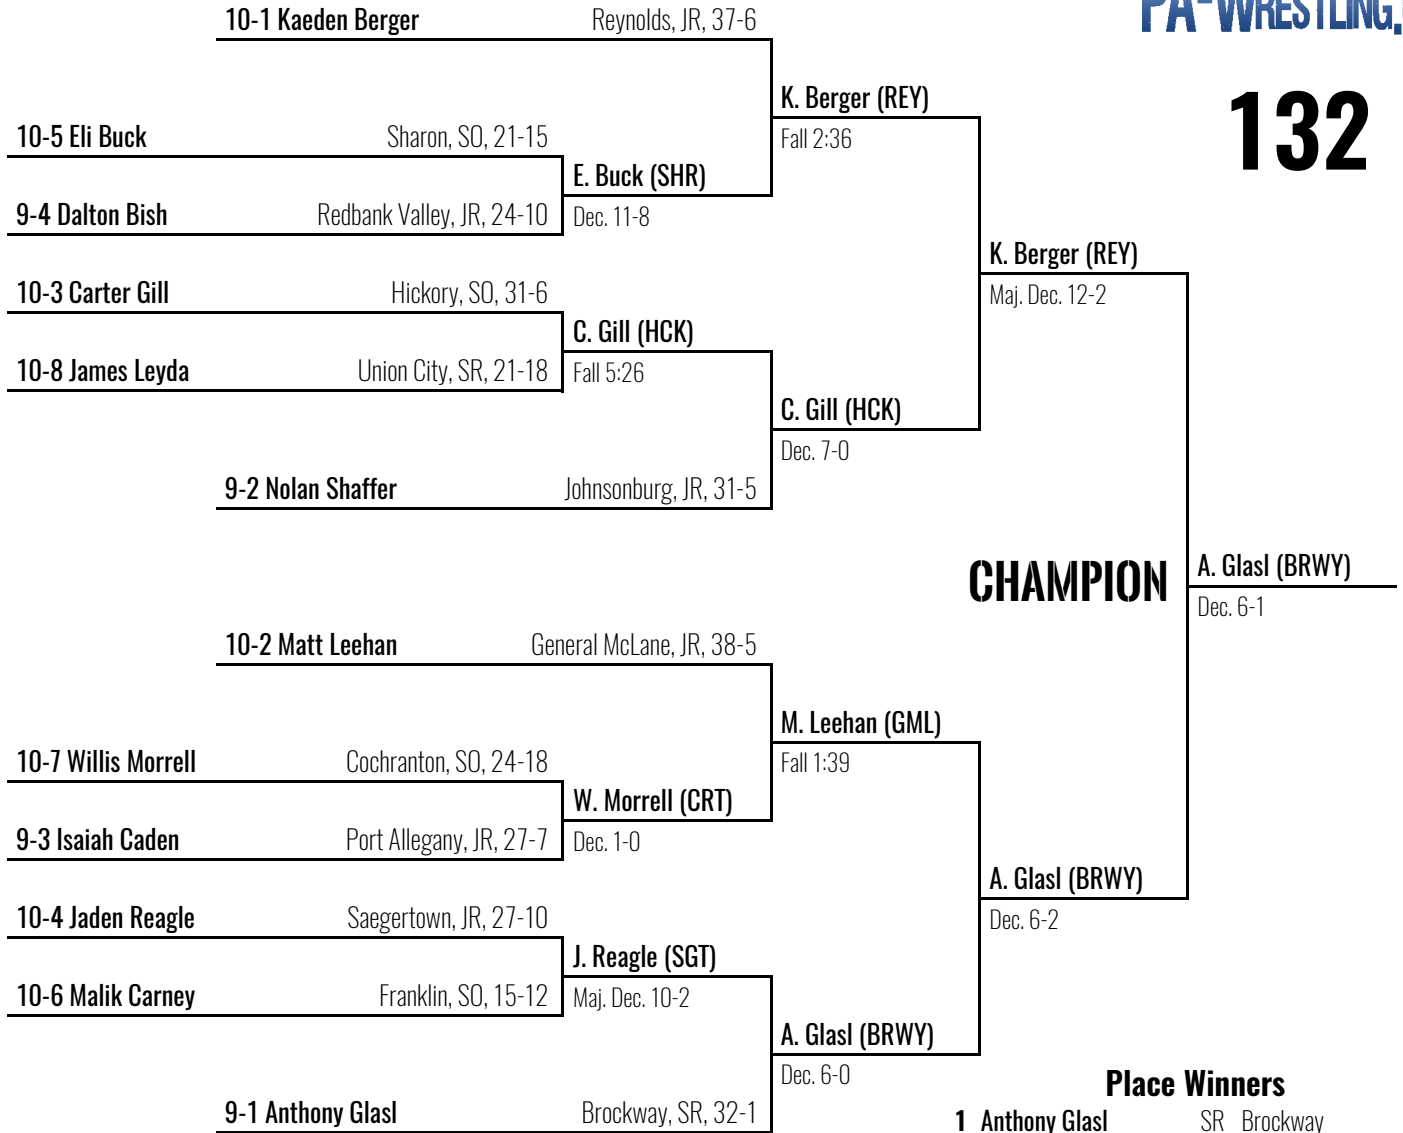 PA-WRESTLING.
132
10-1 Kaeden Berger Reynolds, JR, 37-6
K. Berger (REY)
Fall 2:36
10-5 Eli Buck Sharon, SO, 21-15
E. Buck (SHR)
Dec. 11-8
9-4 Dalton Bish Redbank Valley, JR, 24-10
K. Berger (REY)
Maj. Dec. 12-2
10-3 Carter Gill Hickory, SO, 31-6
C. Gill (HCK)
Fall 5:26
10-8 James Leyda Union City, SR, 21-18
C. Gill (HCK)
Dec. 7-0
9-2 Nolan Shaffer Johnsonburg, JR, 31-5
CHAMPION
A. Glasl (BRWY)
Dec. 6-1
10-2 Matt Leehan General McLane, JR, 38-5
M. Leehan (GML)
Fall 1:39
10-7 Willis Morrell Cochranton, SO, 24-18
W. Morrell (CRT)
Dec. 1-0
9-3 Isaiah Caden Port Allegany, JR, 27-7
A. Glasl (BRWY)
Dec. 6-2
10-4 Jaden Reagle Saegertown, JR, 27-10
J. Reagle (SGT)
Maj. Dec. 10-2
10-6 Malik Carney Franklin, SO, 15-12
A. Glasl (BRWY)
Dec. 6-0
9-1 Anthony Glasl Brockway, SR, 32-1
Place Winners
1 Anthony Glasl SR Brockway